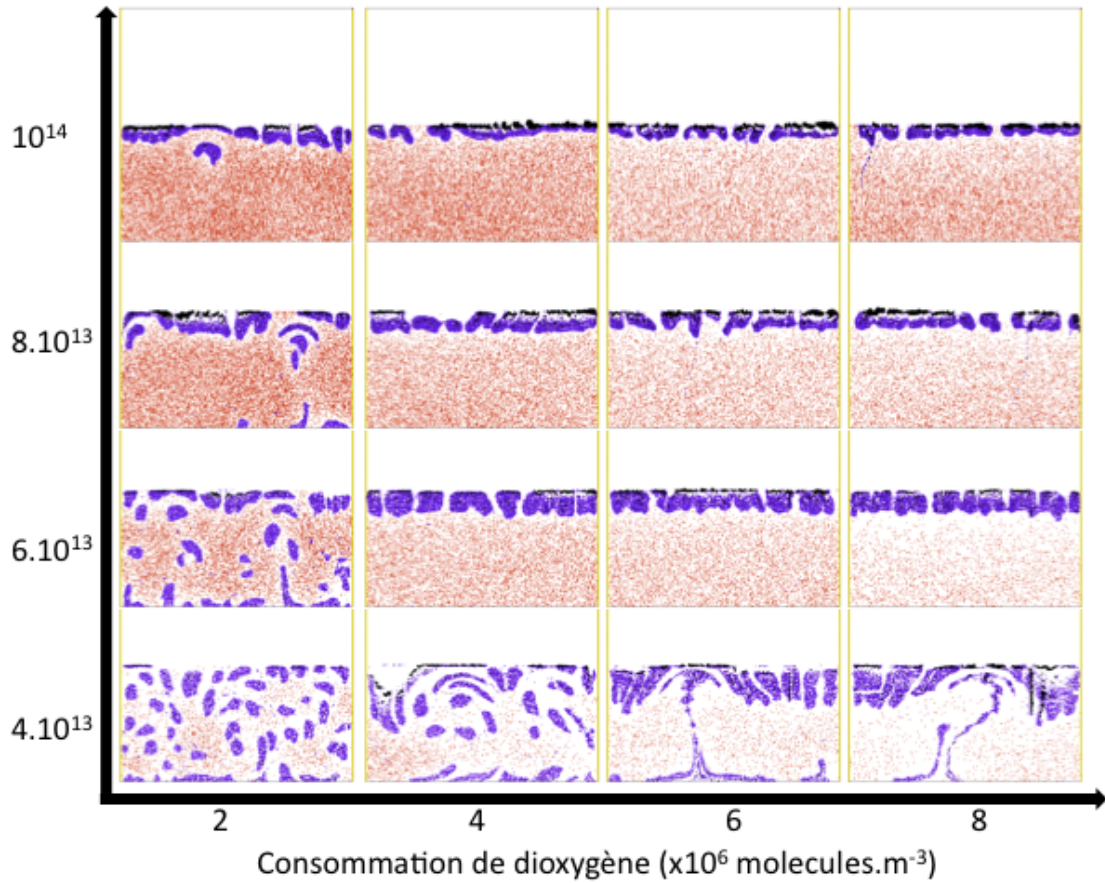 10¹⁴
8.10¹³
6.10¹³
4.10¹³
2 4 6 8
Consommation de dioxygène (x10⁶ molecules.m⁻³)